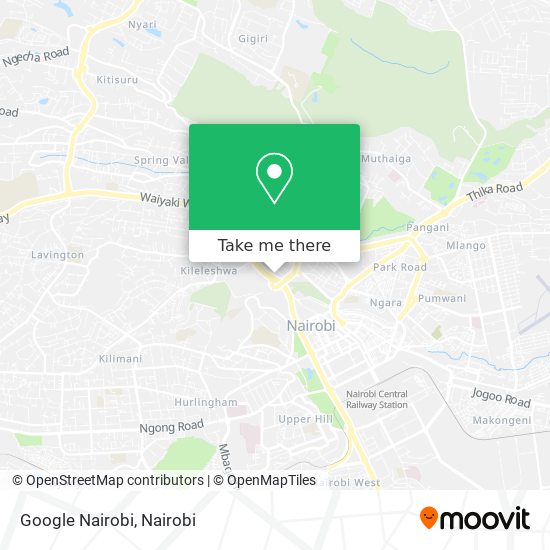 Nyari
Gigiri
Ngecha Road
Kitisuru
oad
Spring Val
Muthaiga
Waiyaki W
Thika Road
ay
Pangani
Mlango
Lavington
Take me there
Kileleshwa
Park Road
Pumwani
Ngara
Nairobi
Kilimani
Nairobi Central
Railway Station
Jogoo Road
Hurlingham
Makongeni
Upper Hill
Ngong Road
Mbag
robi West
© OpenStreetMap contributors | © OpenMapTiles
Google Nairobi, Nairobi
moovit